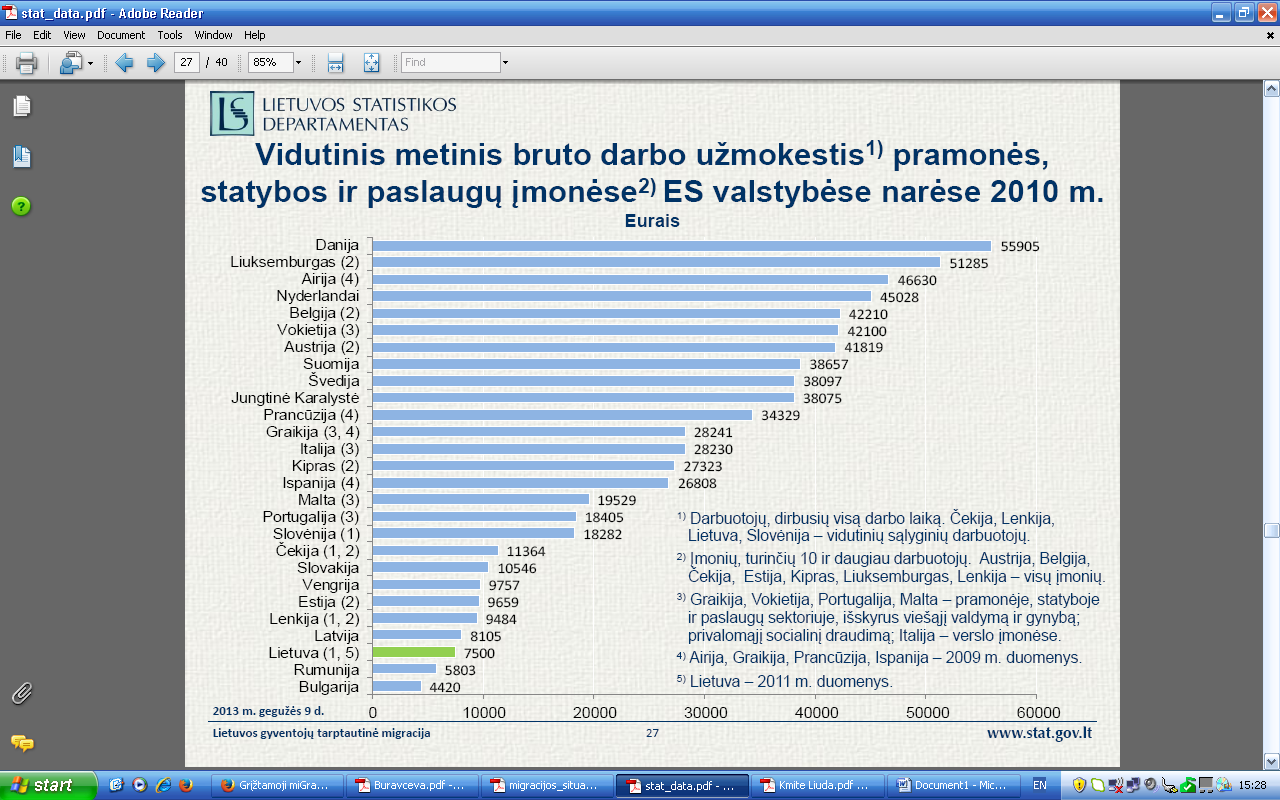 stat_data.pdf - Adobe Reader
File Edit View Document Tools Window Help
27 / 40 85% Find
LIETUVOS STATISTIKOS
DEPARTAMENTAS
Vidutinis metinis bruto darbo užmokestis1) pramonės,
statybos ir paslaugų įmonėse2) ES valstybėse narėse 2010 m.
Eurais
Danija 55905
Liuksemburgas (2) 51285
Airija (4) 46630
Nyderlandai 45028
Belgija (2) 42210
Vokietija (3) 42100
Austrija (2) 41819
Suomija 38657
Švedija 38097
Jungtinė Karalystė 38075
Prancūzija (4) 34329
Graikija (3, 4) 28241
Italija (3) 28230
Kipras (2) 27323
Ispanija (4) 26808
Malta (3) 19529
Portugalija (3) 18405
Slovėnija (1) 18282
Čekija (1, 2) 11364
Slovakija 10546
Vengrija 9757
Estija (2) 9659
Lenkija (1, 2) 9484
Latvija 8105
Lietuva (1, 5) 7500
Rumunija 5803
Bulgarija 4420
0 10000 20000 30000 40000 50000 60000
1) Darbuotojų, dirbusių visą darbo laiką. Čekija, Lenkija,
Lietuva, Slovėnija – vidutinių sąlyginių darbuotojų.
2) Įmonių, turinčių 10 ir daugiau darbuotojų. Austrija, Belgija,
Čekija, Estija, Kipras, Liuksemburgas, Lenkija – visų įmonių.
3) Graikija, Vokietija, Portugalija, Malta – pramonėje, statyboje
ir paslaugų sektoriuje, išskyrus viešąjį valdymą ir gynybą;
privalomąjį socialinį draudimą; Italija – verslo įmonėse.
4) Airija, Graikija, Prancūzija, Ispanija – 2009 m. duomenys.
5) Lietuva – 2011 m. duomenys.
2013 m. gegužės 9 d.
Lietuvos gyventojų tarptautinė migracija 27 www.stat.gov.lt
start Grįžtamoji miGra... Buravceva.pdf -... migracijos_situa... stat_data.pdf - ... Kmite Liuda.pdf ... Document1 - Mic... EN 15:28